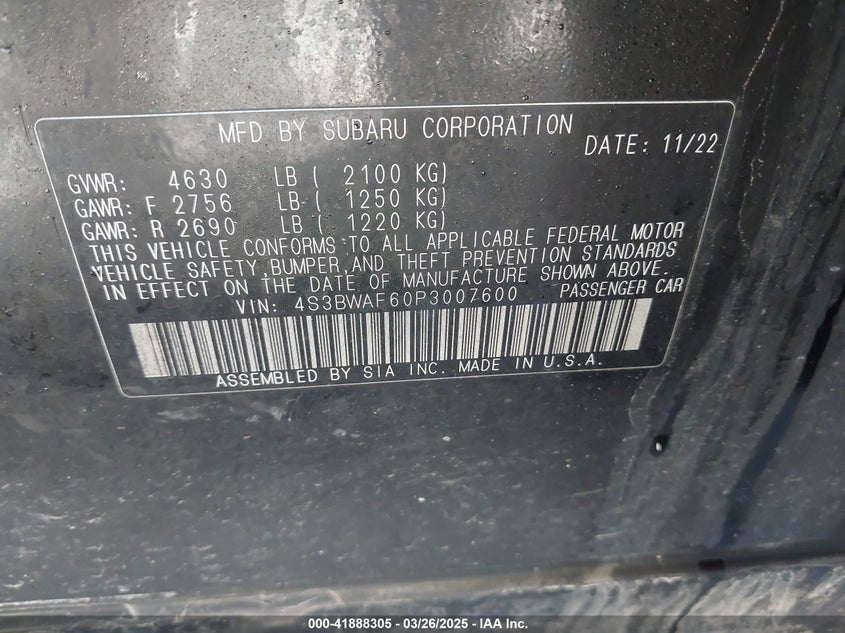 MFD BY SUBARU CORPORATION
DATE: 11/22
GVWR: 4630 LB ( 2100 KG)
GAWR: F 2756 LB ( 1250 KG)
GAWR: R 2690 LB ( 1220 KG)
THIS VEHICLE CONFORMS TO ALL APPLICABLE FEDERAL MOTOR
VEHICLE SAFETY, BUMPER, AND THEFT PREVENTION STANDARDS
IN EFFECT ON THE DATE OF MANUFACTURE SHOWN ABOVE.
VIN: 4S3BWAF60P3007600 PASSENGER CAR
ASSEMBLED BY SIA INC. MADE IN U.S.A.
000-41888305 - 03/26/2025 - IAA Inc.